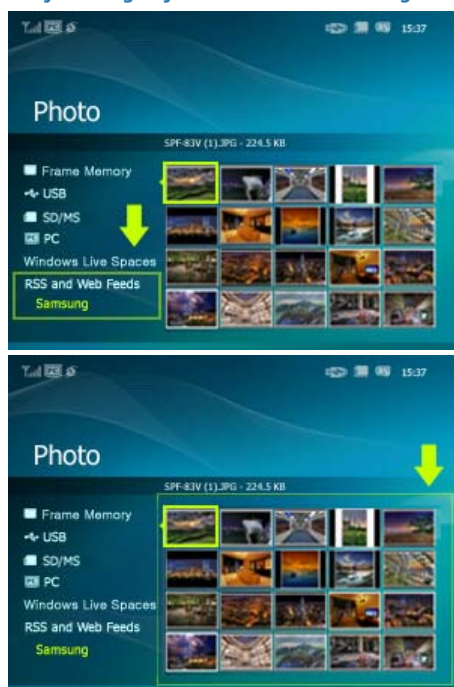 15:27
Photo
SPF-83V (1).JPG - 224.5 KB
Frame Memory
USB
SD/MS
PC
Windows Live Spaces
RSS and Web Feeds
Samsung
PC
15:37
Photo
SPF-83V (1).JPG - 224.5 KB
Frame Memory
USB
SD/MS
PC
Windows Live Spaces
RSS and Web Feeds
Samsung